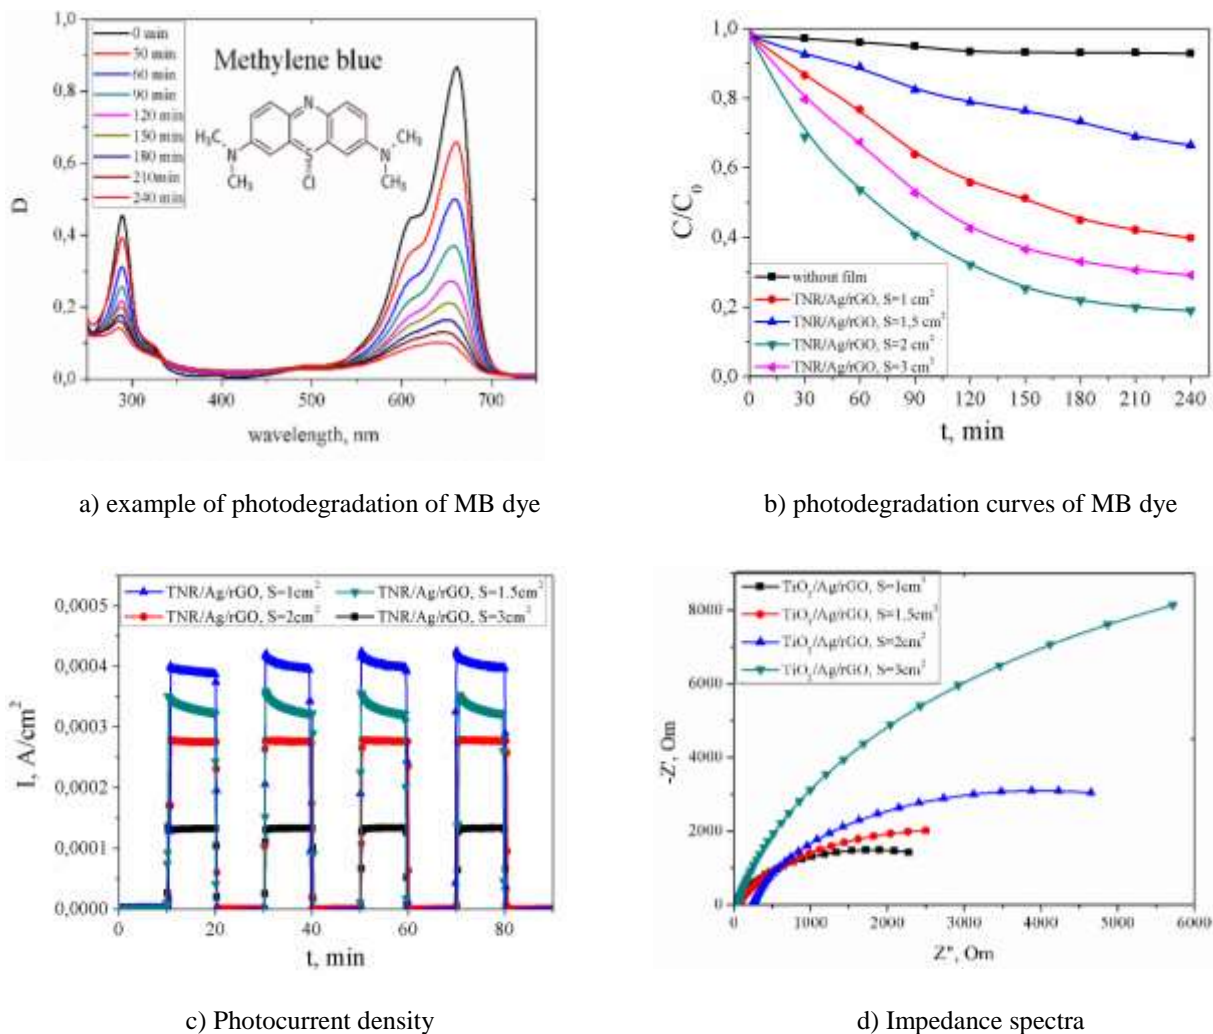 1,0
0,8
0,6
0,4
0,2
0,0
D
0 min
30 min
60 min
90 min
120 min
150 min
180 min
210min
240 min
Methylene blue
N
H₃C
CH₃
N
S
N
CH₃
Cl
CH₃
300 400 500 600 700
wavelength, nm
a) example of photodegradation of MB dye
1,0
0,8
0,6
0,4
0,2
0,0
C/C₀
without film
TNR/Ag/rGO, S=1 cm²
TNR/Ag/rGO, S=1,5 cm²
TNR/Ag/rGO, S=2 cm²
TNR/Ag/rGO, S=3 cm²
0 30 60 90 120 150 180 210 240
t, min
b) photodegradation curves of MB dye
TNR/Ag/rGO, S=1cm² TNR/Ag/rGO, S=1.5cm²
TNR/Ag/rGO, S=2cm² TNR/Ag/rGO, S=3cm²
0,0005
0,0004
0,0003
0,0002
0,0001
0,0000
I, A/cm²
0 20 40 60 80
t, min
c) Photocurrent density
TiO₂/Ag/rGO, S=1cm²
TiO₂/Ag/rGO, S=1.5cm²
TiO₂/Ag/rGO, S=2cm²
TiO₂/Ag/rGO, S=3cm²
8000
6000
4000
2000
0
-Z', Om
0 1000 2000 3000 4000 5000 6000
Z", Om
d) Impedance spectra